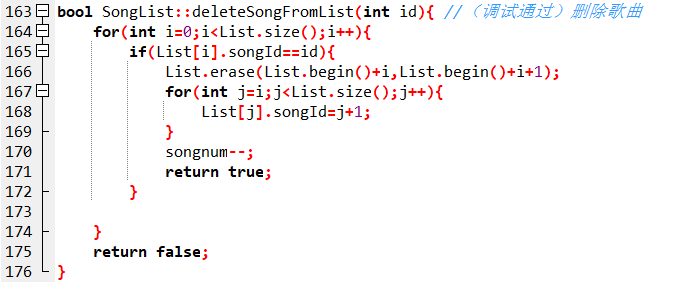 163 bool SongList::deleteSongFromList(int id){ //（调试通过）删除歌曲
164 for(int i=0;i<List.size();i++){
165 if(List[i].songId==id){
166 List.erase(List.begin()+i,List.begin()+i+1);
167 for(int j=i;j<List.size();j++){
168 List[j].songId=j+1;
169 }
170 songnum--;
171 return true;
172 }
173
174 }
175 return false;
176 }